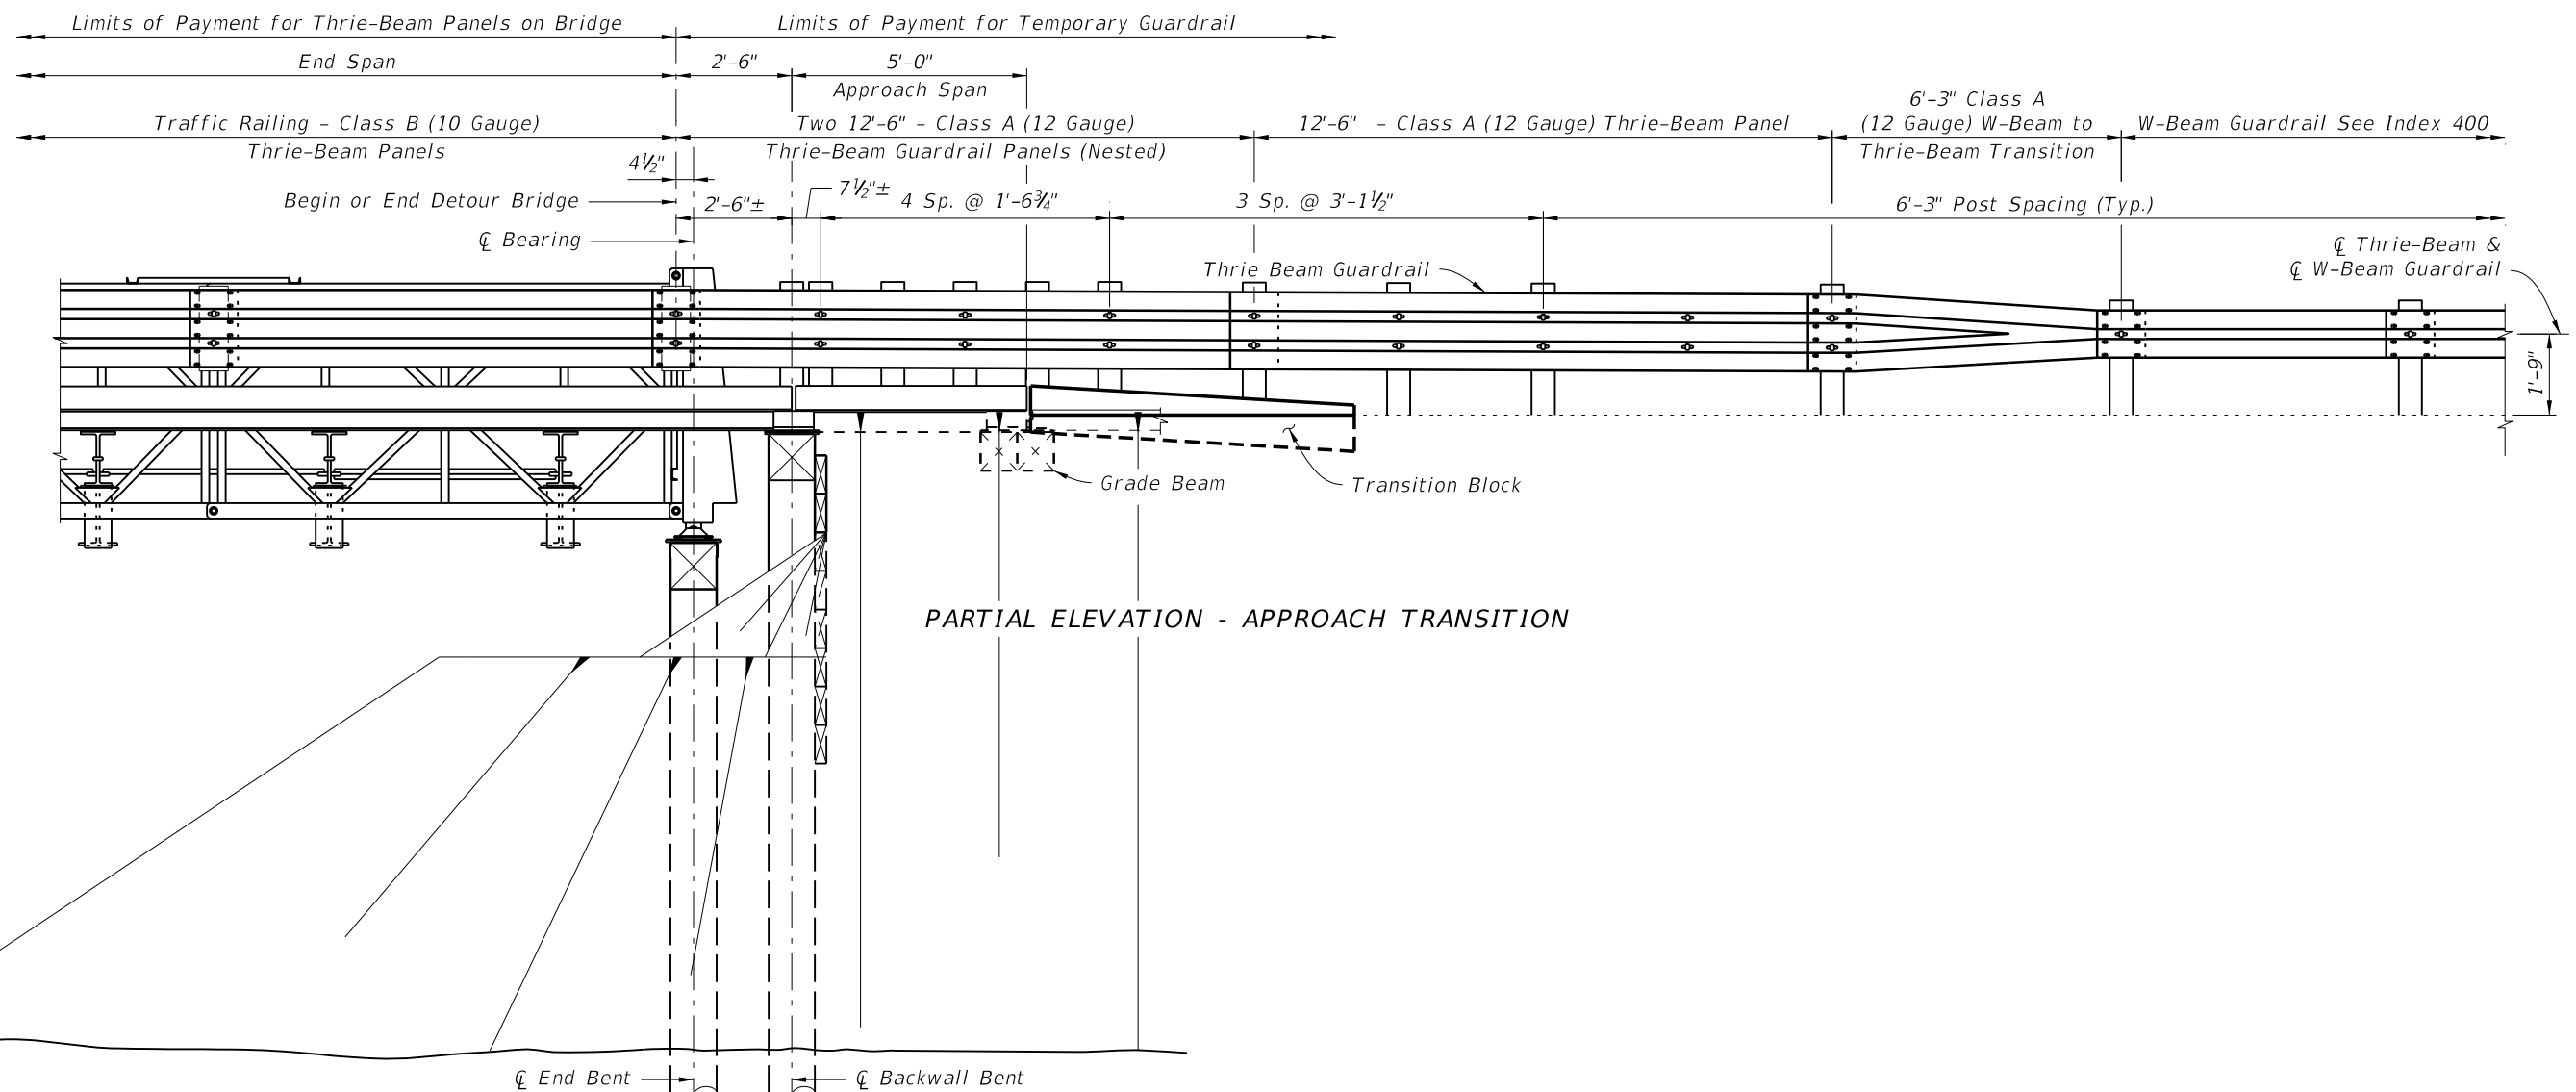 Limits of Payment for Thrie-Beam Panels on Bridge
Limits of Payment for Temporary Guardrail
End Span
2'-6"
5'-0"
Approach Span
6'-3" Class A
(12 Gauge) W-Beam to
Thrie-Beam Transition
Traffic Railing - Class B (10 Gauge)
Thrie-Beam Panels
Two 12'-6" - Class A (12 Gauge)
Thrie-Beam Guardrail Panels (Nested)
12'-6" - Class A (12 Gauge) Thrie-Beam Panel
W-Beam Guardrail See Index 400
4½"
7½"±
Begin or End Detour Bridge
2'-6"±
4 Sp. @ 1'-6¾"
3 Sp. @ 3'-1½"
6'-3" Post Spacing (Typ.)
℄ Bearing
℄ Thrie-Beam &
℄ W-Beam Guardrail
Thrie Beam Guardrail
1'-9"
Grade Beam
Transition Block
PARTIAL ELEVATION - APPROACH TRANSITION
℄ End Bent
℄ Backwall Bent